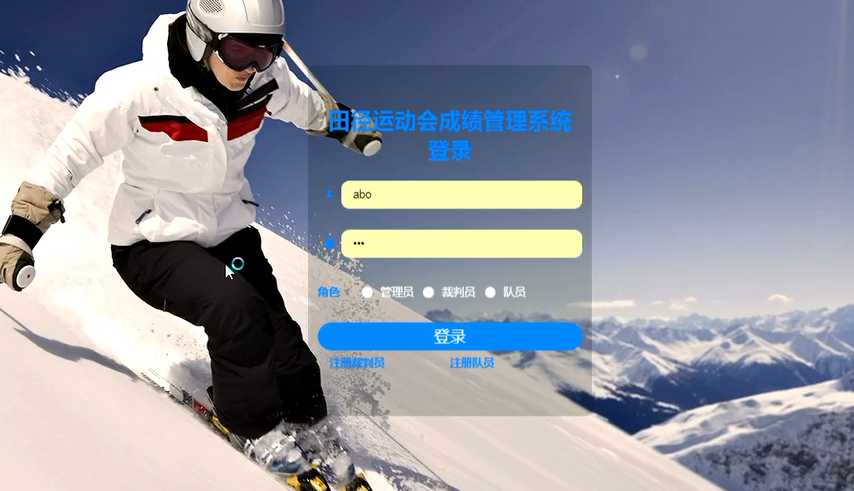 田径运动会成绩管理系统
登录
abo
•••
角色 管理员 裁判员 队员
登录
注册裁判员 注册队员